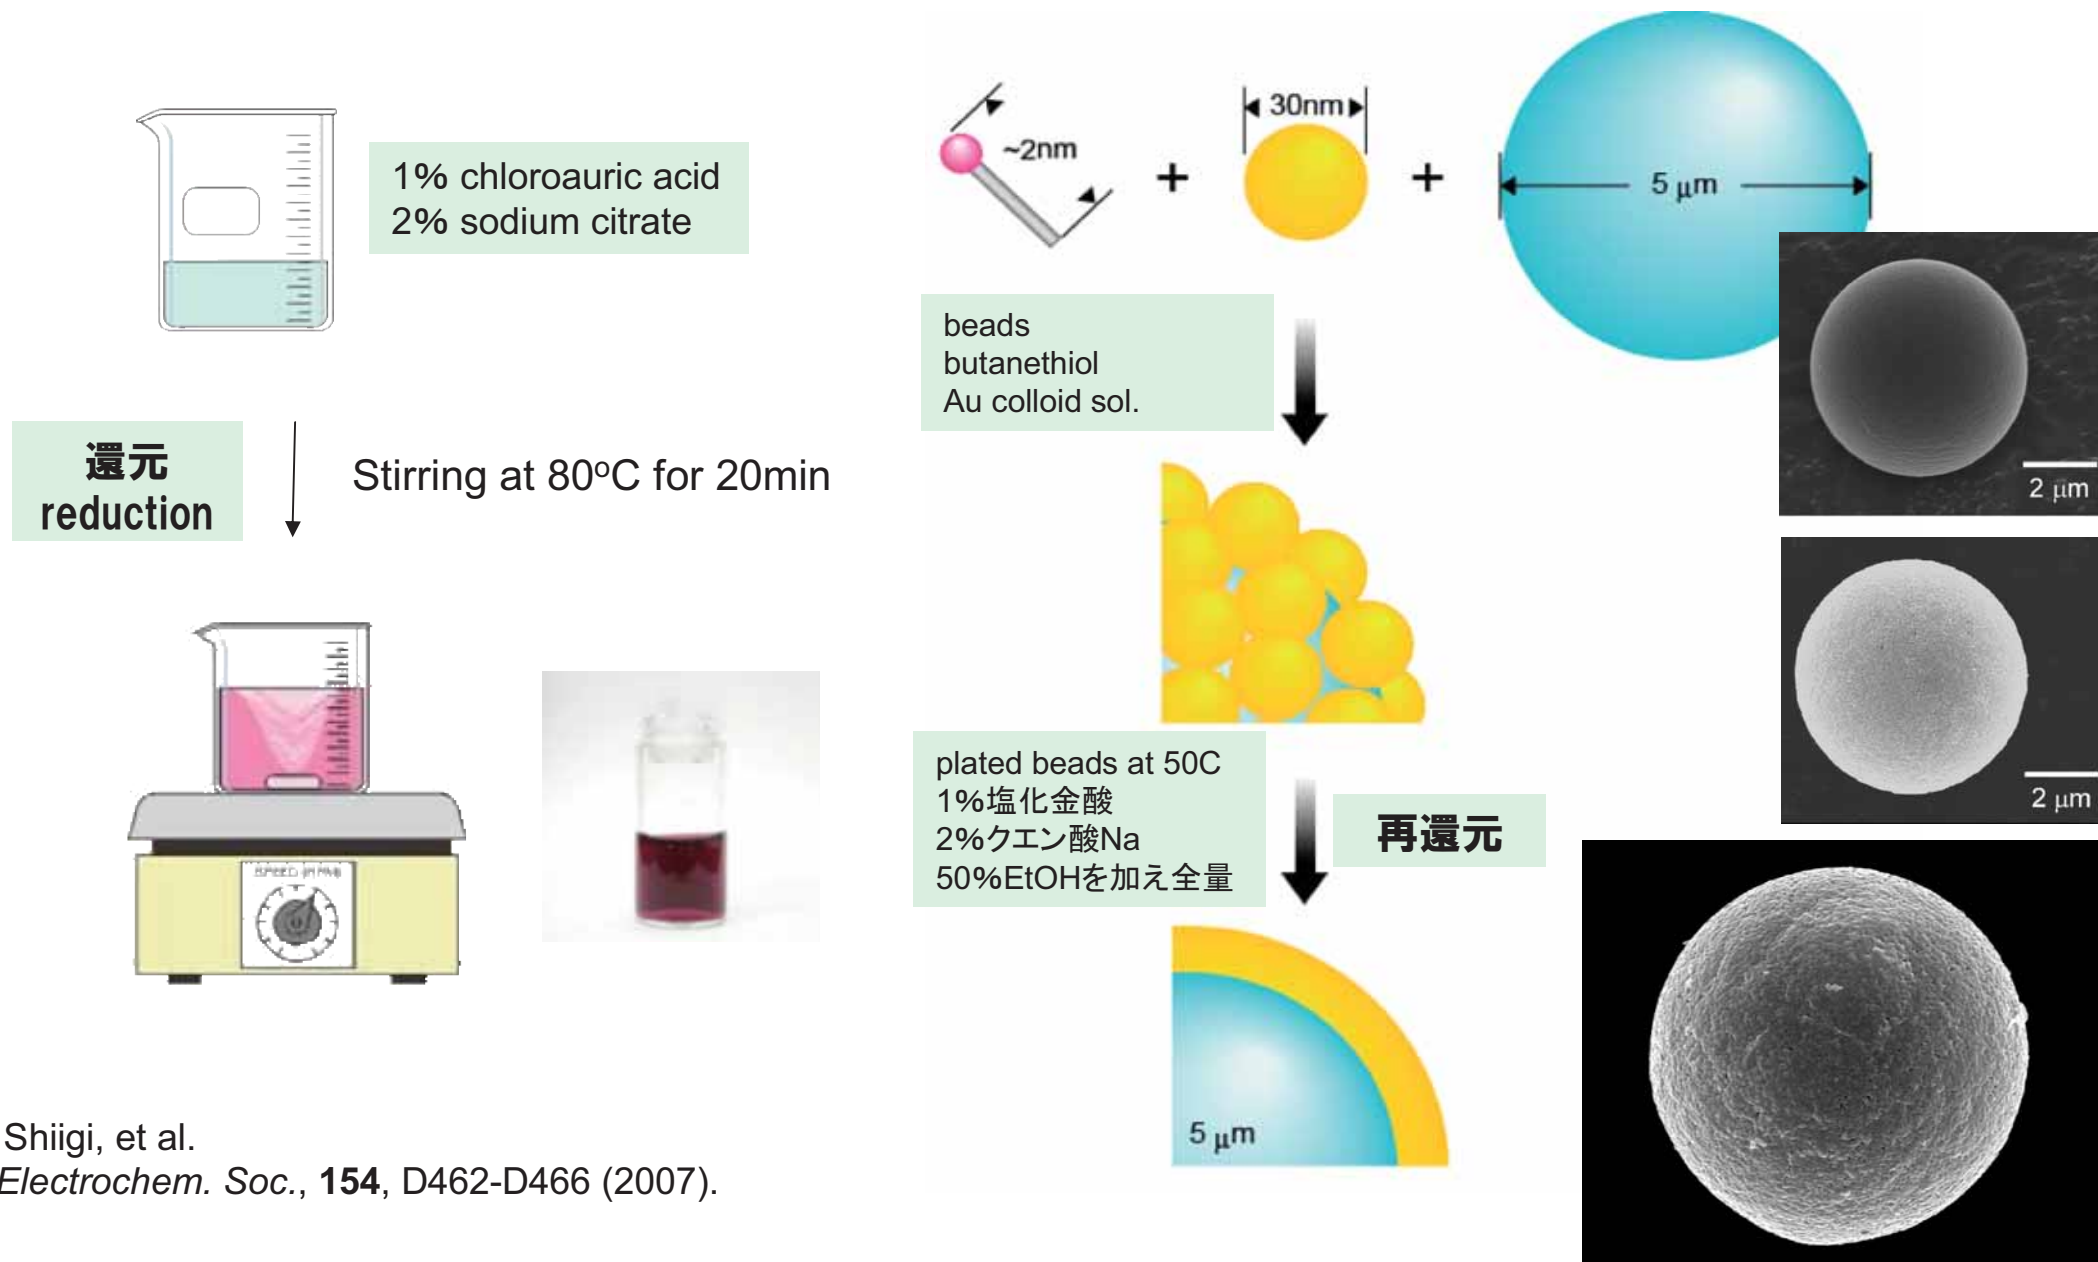 1% chloroauric acid
2% sodium citrate
還元
reduction
Stirring at 80°C for 20min
Shiigi, et al.
Electrochem. Soc., 154, D462-D466 (2007).
~2nm
+
30nm
+
5 μm
beads
butanethiol
Au colloid sol.
plated beads at 50C
1%塩化金酸
2%クエン酸Na
50%EtOHを加え全量
再還元
5 μm
2 μm
2 μm